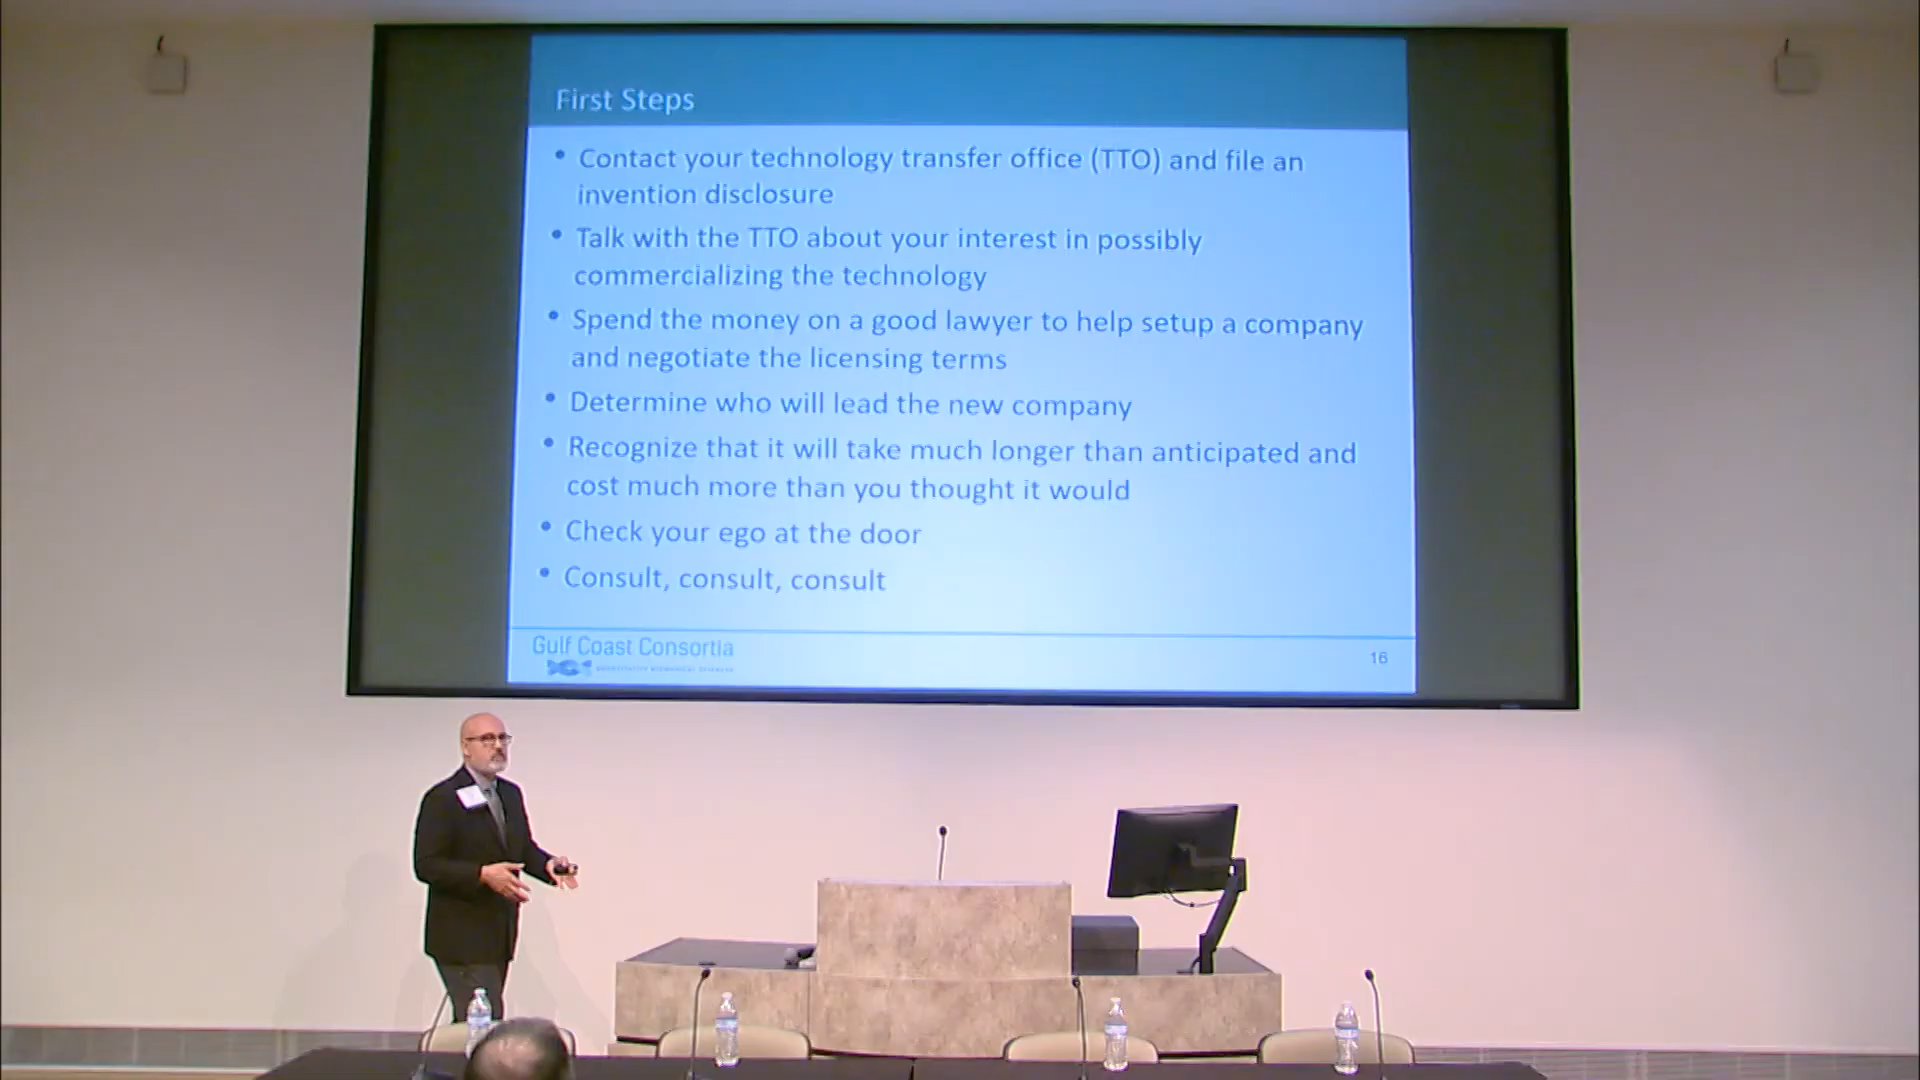 First Steps
• Contact your technology transfer office (TTO) and file an
invention disclosure
• Talk with the TTO about your interest in possibly
commercializing the technology
• Spend the money on a good lawyer to help setup a company
and negotiate the licensing terms
• Determine who will lead the new company
• Recognize that it will take much longer than anticipated and
cost much more than you thought it would
• Check your ego at the door
• Consult, consult, consult
Gulf Coast Consortia
QUANTITATIVE BIOMEDICAL SCIENCES
16